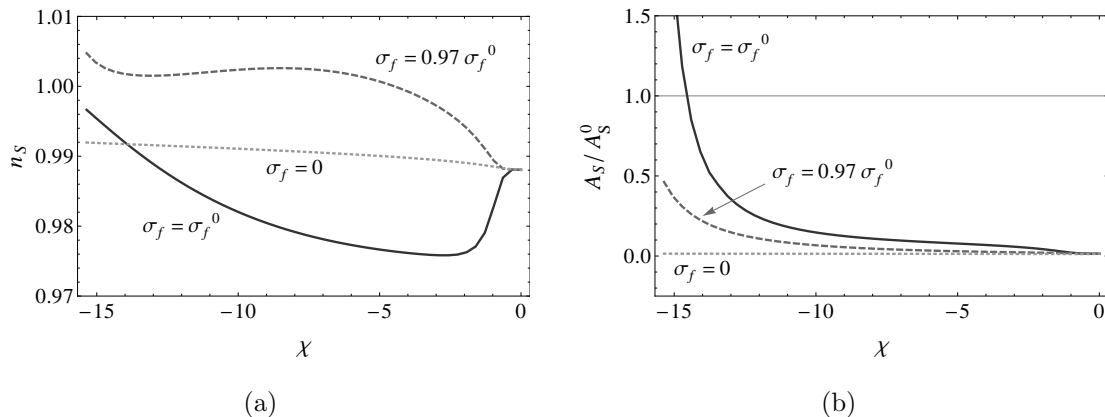 1.01
1.00
0.99
0.98
0.97
n_S
σ_f = 0.97 σ_f^0
σ_f = 0
σ_f = σ_f^0
−15
−10
−5
0
χ
(a)
1.5
1.0
0.5
0.0
A_S / A_S^0
σ_f = σ_f^0
σ_f = 0.97 σ_f^0
σ_f = 0
−15
−10
−5
0
χ
(b)